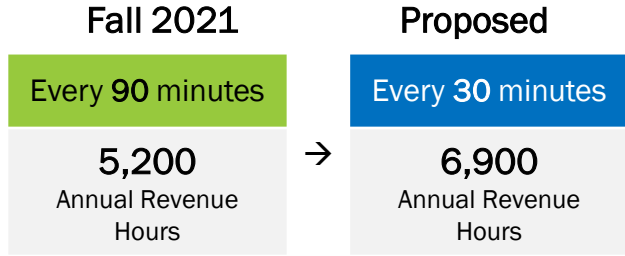 Fall 2021
Every 90 minutes
5,200
Annual Revenue
Hours
→
Proposed
Every 30 minutes
6,900
Annual Revenue
Hours